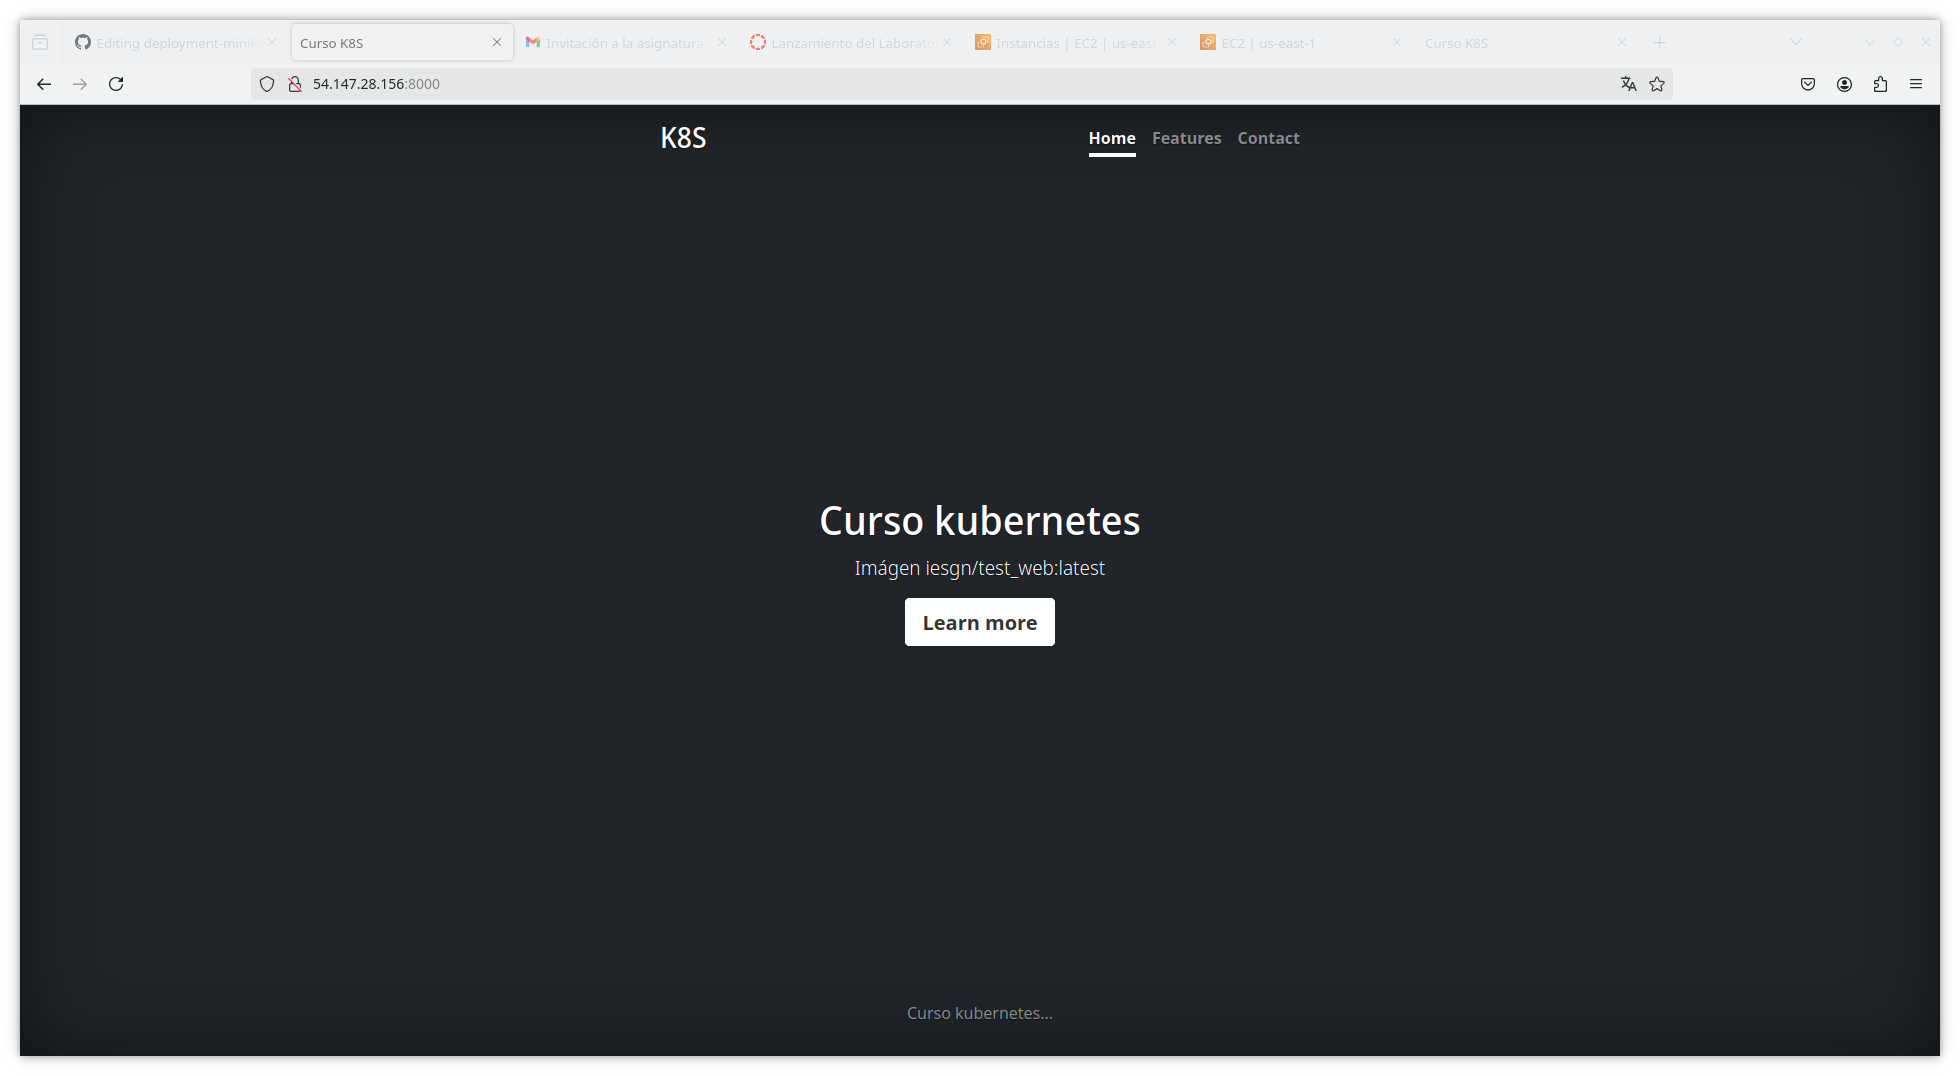 Editing deployment-minik
Curso K8S
Invitación a la asignatura
Lanzamiento del Laborato
Instancias | EC2 | us-east
EC2 | us-east-1
Curso K8S
54.147.28.156:8000
K8S
Home
Features
Contact
Curso kubernetes
Imágen iesgn/test_web:latest
Learn more
Curso kubernetes...